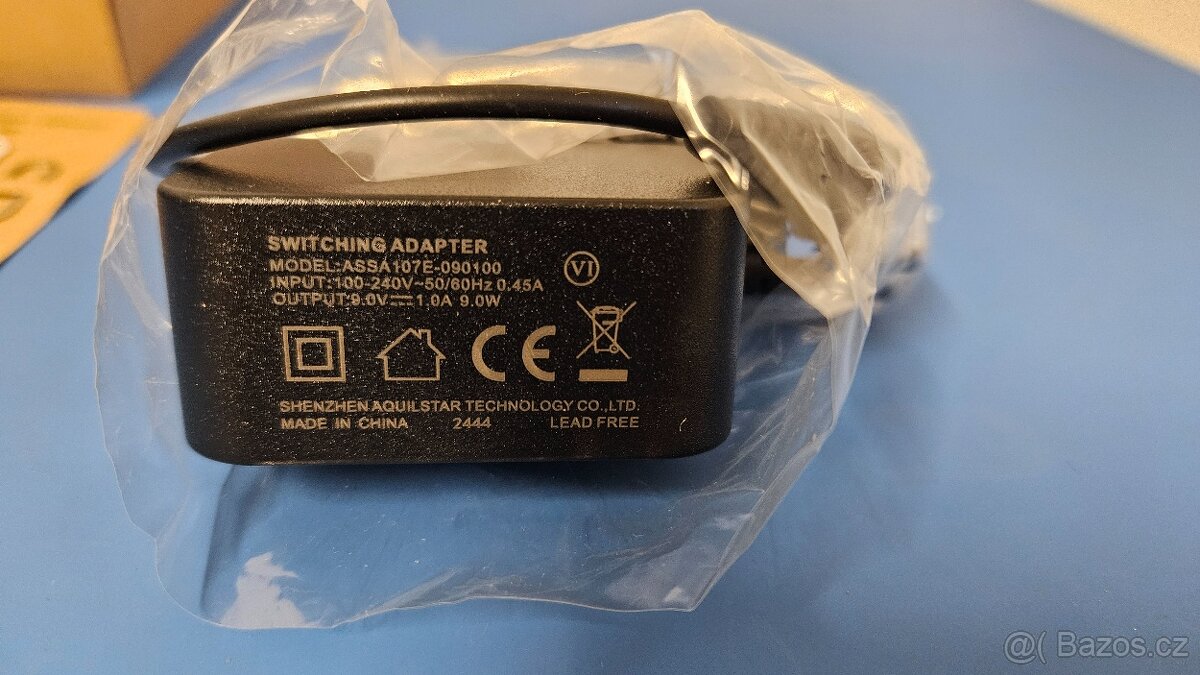 SWITCHING ADAPTER
MODEL:ASSA107E-090100
INPUT:100-240V~50/60Hz 0.45A
OUTPUT:9.0V⎓1.0A 9.0W
VI
CE
SHENZHEN AQUILSTAR TECHNOLOGY CO.,LTD.
MADE IN CHINA 2444 LEAD FREE
@( Bazos.cz